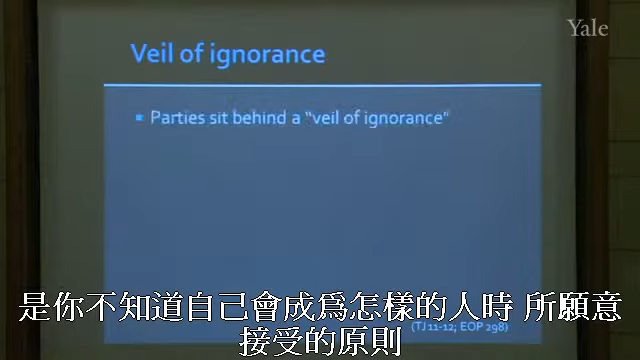 Yale
Veil of ignorance
Parties sit behind a "veil of ignorance"
是你不知道自己會成爲怎樣的人時 所願意
接受的原則
(TJ 11-12; EOP 298)